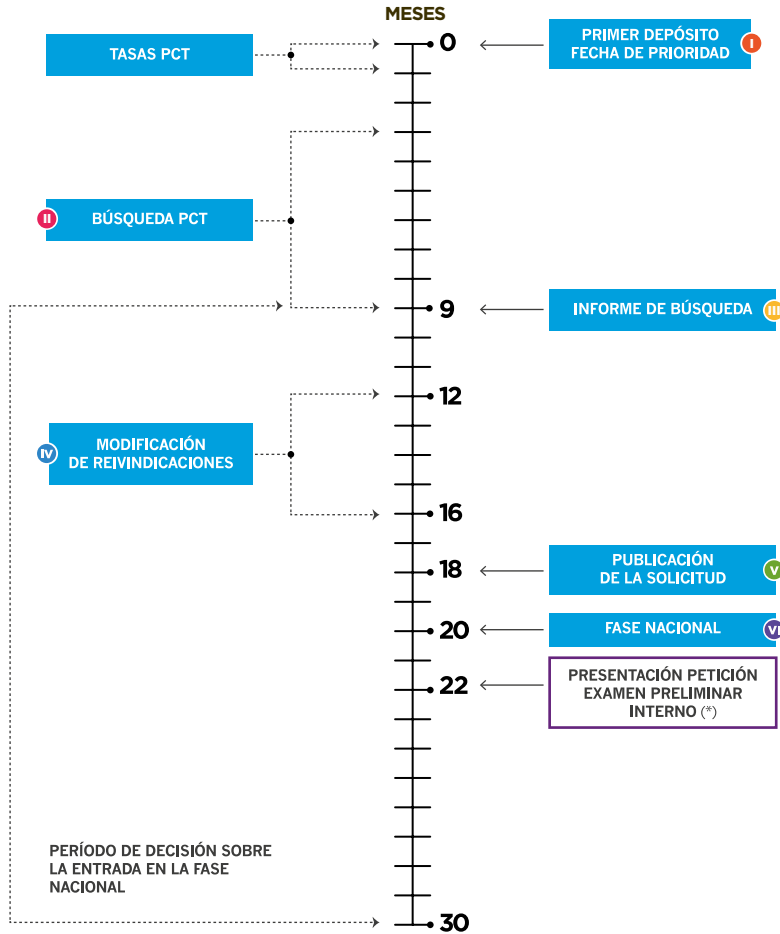 MESES
TASAS PCT
0
PRIMER DEPÓSITO
FECHA DE PRIORIDAD
I
II
BÚSQUEDA PCT
9
INFORME DE BÚSQUEDA
III
12
IV
MODIFICACIÓN
DE REIVINDICACIONES
16
18
PUBLICACIÓN
DE LA SOLICITUD
V
20
FASE NACIONAL
VI
22
PRESENTACIÓN PETICIÓN
EXAMEN PRELIMINAR
INTERNO (*)
PERÍODO DE DECISIÓN SOBRE
LA ENTRADA EN LA FASE
NACIONAL
30